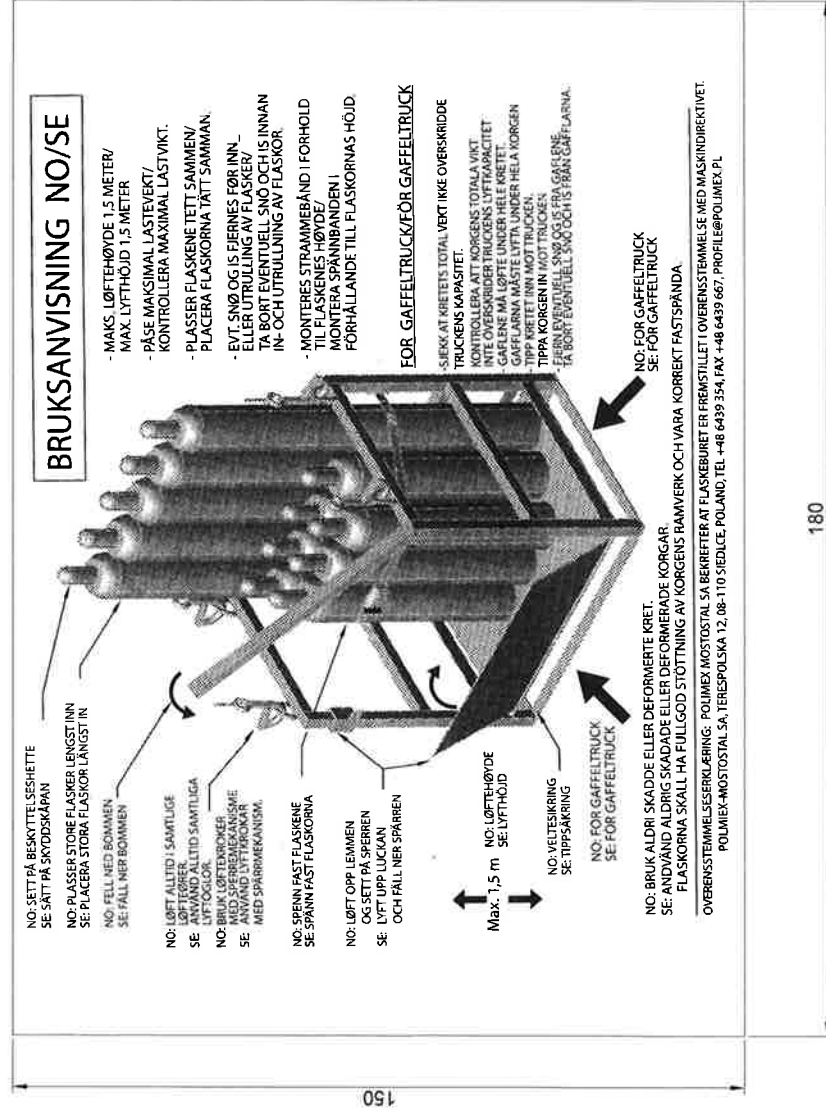 BRUKSANVISNING NO/SE
NO: SETT PÅ BESKYTTELSESHETTE
SE: SÄTT PÅ SKYDDSKÅPAN
NO: PLASSER STORE FLASKER LENGST INN
SE: PLACERA STORA FLASKOR LÄNGST IN
NO: FELL NED BOMMEN
SE: FÄLL NER BOMMEN
NO: LØFT ALLTID I SAMTLIGE
LØFTEØRER.
SE: ANVÄND ALLTID SAMTLIGA
LYFTÖGLOR.
NO: BRUK LØFTEKROKER
MED SPERREMEKANISME
SE: ANVÄND LYFTKROKAR
MED SPÄRRMEKANISM.
NO: SPENN FAST FLASKENE
SE: SPÄNN FAST FLASKORNA
NO: LØFT OPP LEMMEN
OG SETT PÅ SPERREN
SE: LYFT UPP LUCKAN
OCH FÄLL NER SPÄRREN
Max. 1,5 m
NO: LØFTEHØYDE
SE: LYFTHÖJD
NO: VELTESIKRING
SE: TIPPSÄKRING
NO: FOR GAFFELTRUCK
SE: FÖR GAFFELTRUCK
- MAKS. LØFTEHØYDE 1,5 METER/
MAX. LYFTHÖJD 1,5 METER
- PÅSE MAKSIMAL LASTEVEKT/
KONTROLLERA MAXIMAL LASTVIKT.
- PLASSER FLASKENE TETT SAMMEN/
PLACERA FLASKORNA TÄTT SAMMAN.
- EVT. SNØ OG IS FJERNES FØR INN_
ELLER UTRULLING AV FLASKER/
TA BORT EVENTUELL SNÖ OCH IS INNAN
IN- OCH UTRULLNING AV FLASKOR.
- MONTERES STRAMMEBÅND I FORHOLD
TIL FLASKENES HØYDE/
MONTERA SPÄNNBANDEN I
FÖRHÅLLANDE TILL FLASKORNAS HÖJD.
FOR GAFFELTRUCK/FÖR GAFFELTRUCK
-SJEKK AT KRETETS TOTAL VEKT IKKE OVERSKRIDDE
TRUCKENS KAPASITET.
KONTROLLERA ATT KORGENS TOTALA VIKT
INTE ÖVERSKRIDER TRUCKENS LYFTKAPACITET
- GAFLENE MÅ LØFTE UNDER HELE KRETET.
GAFFLARNA MÅSTE LYFTA UNDER HELA KORGEN
- TIPP KRETET INN MOT TRUCKEN.
TIPPA KORGEN IN MOT TRUCKEN
- FJERN EVENTUELL SNØ OG IS FRA GAFLENE.
TA BORT EVENTUELL SNÖ OCH IS FRÅN GAFFLARNA.
NO: FOR GAFFELTRUCK
SE: FÖR GAFFELTRUCK
NO: BRUK ALDRI SKADDE ELLER DEFORMERTE KRET.
SE: ANDVÄND ALDRIG SKADADE ELLER DEFORMERADE KORGAR.
FLASKORNA SKALL HA FULLGOD STÖTTNING AV KORGENS RAMVERK OCH VARA KORREKT FASTSPÄNDA.
OVERENSSTEMMELSESERKLÆRING: POLIMEX MOSTOSTAL SA BEKREFTER AT FLASKEBURET ER FREMSTILLET I OVERENSSTEMMELSE MED MASKINDIREKTIVET.
POLMIEX-MOSTOSTAL SA, TERESPOLSKA 12, 08-110 SIEDLCE, POLAND, TEL +48 6439 354, FAX +48 6439 667, PROFILE@POLIMEX.PL
180
150